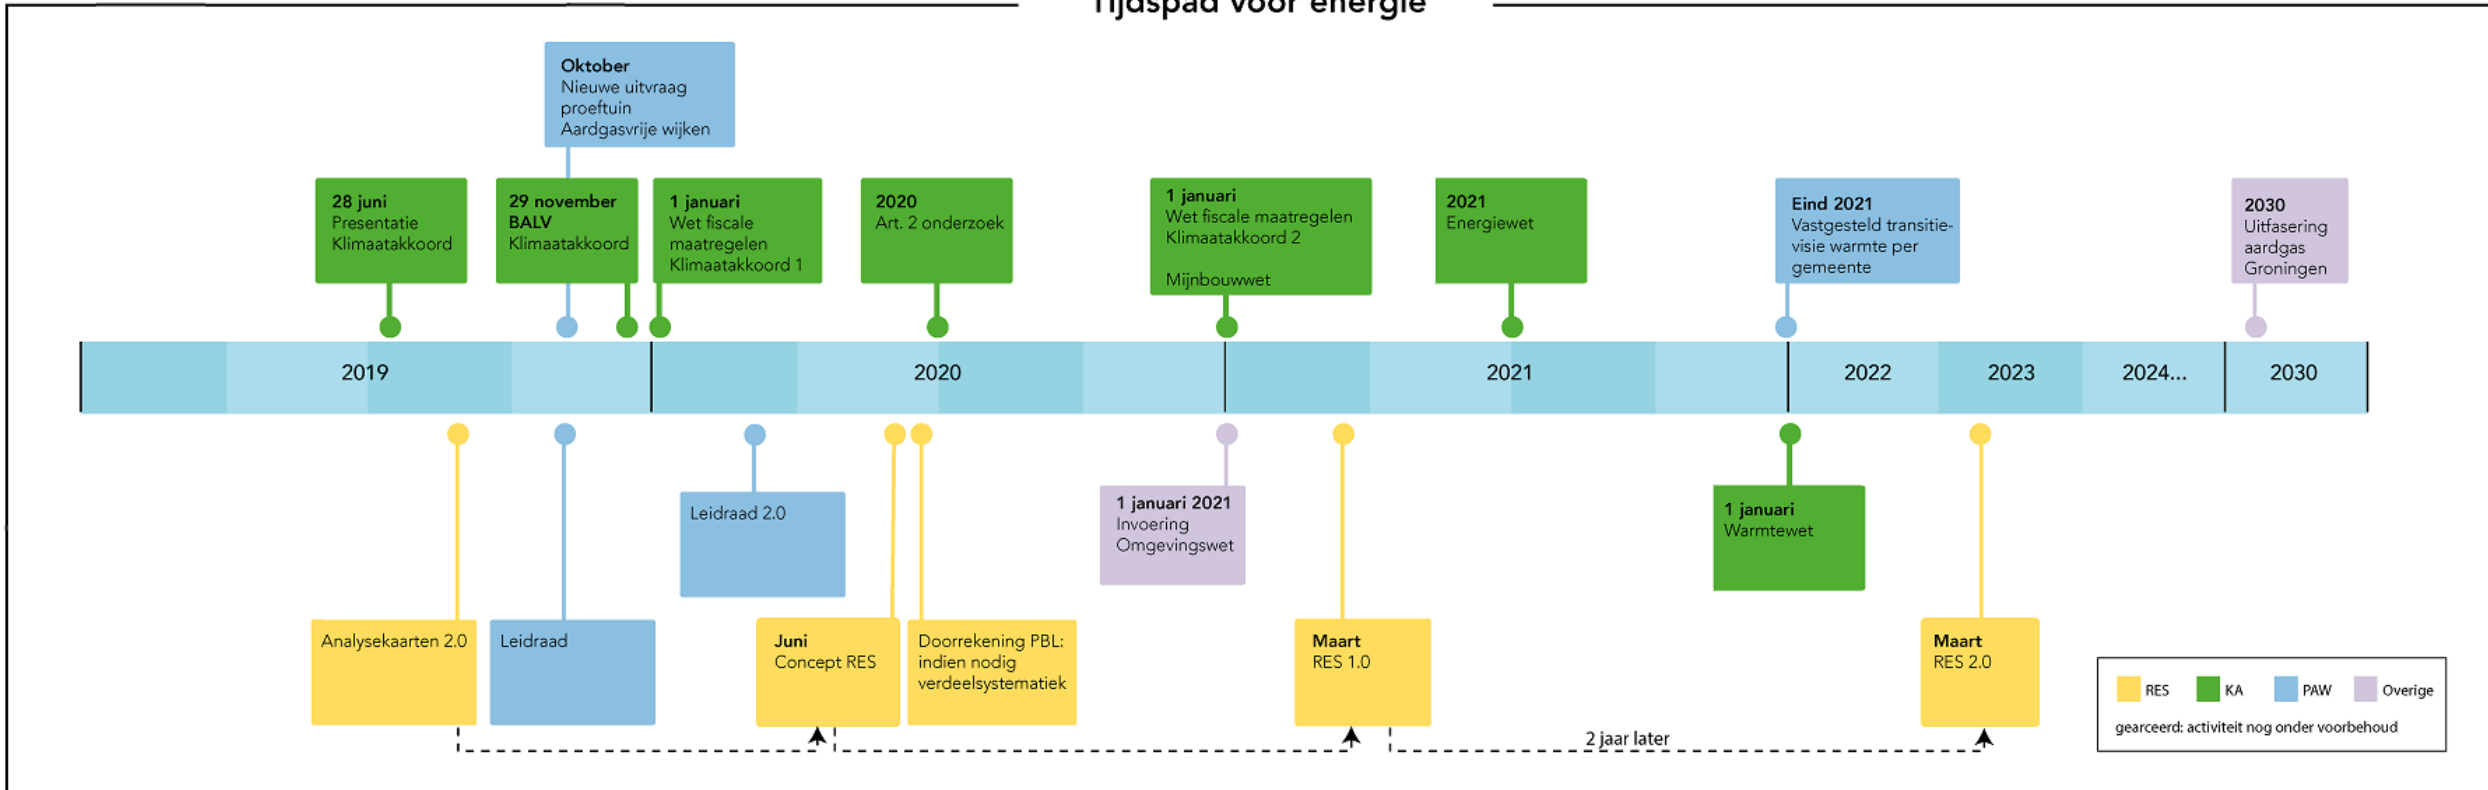 Tijdspad voor energie
Oktober
Nieuwe uitvraag
proeftuin
Aardgasvrije wijken
28 juni
Presentatie
Klimaatakkoord
29 november
BALV
Klimaatakkoord
1 januari
Wet fiscale
maatregelen
Klimaatakkoord 1
2020
Art. 2 onderzoek
1 januari
Wet fiscale maatregelen
Klimaatakkoord 2
Mijnbouwwet
2021
Energiewet
Eind 2021
Vastgesteld transitie-
visie warmte per
gemeente
2030
Uitfasering
aardgas
Groningen
2019
2020
2021
2022
2023
2024...
2030
Leidraad 2.0
1 januari 2021
Invoering
Omgevingswet
1 januari
Warmtewet
Analysekaarten 2.0
Leidraad
Juni
Concept RES
Doorrekening PBL:
indien nodig
verdeelsystematiek
Maart
RES 1.0
Maart
RES 2.0
2 jaar later
RES
KA
PAW
Overige
gearceerd: activiteit nog onder voorbehoud